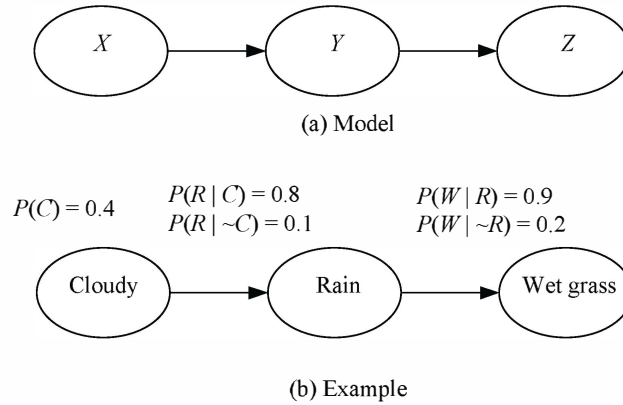 X Y Z
(a) Model
P(C) = 0.4
P(R | C) = 0.8
P(R | ~C) = 0.1
P(W | R) = 0.9
P(W | ~R) = 0.2
Cloudy Rain Wet grass
(b) Example